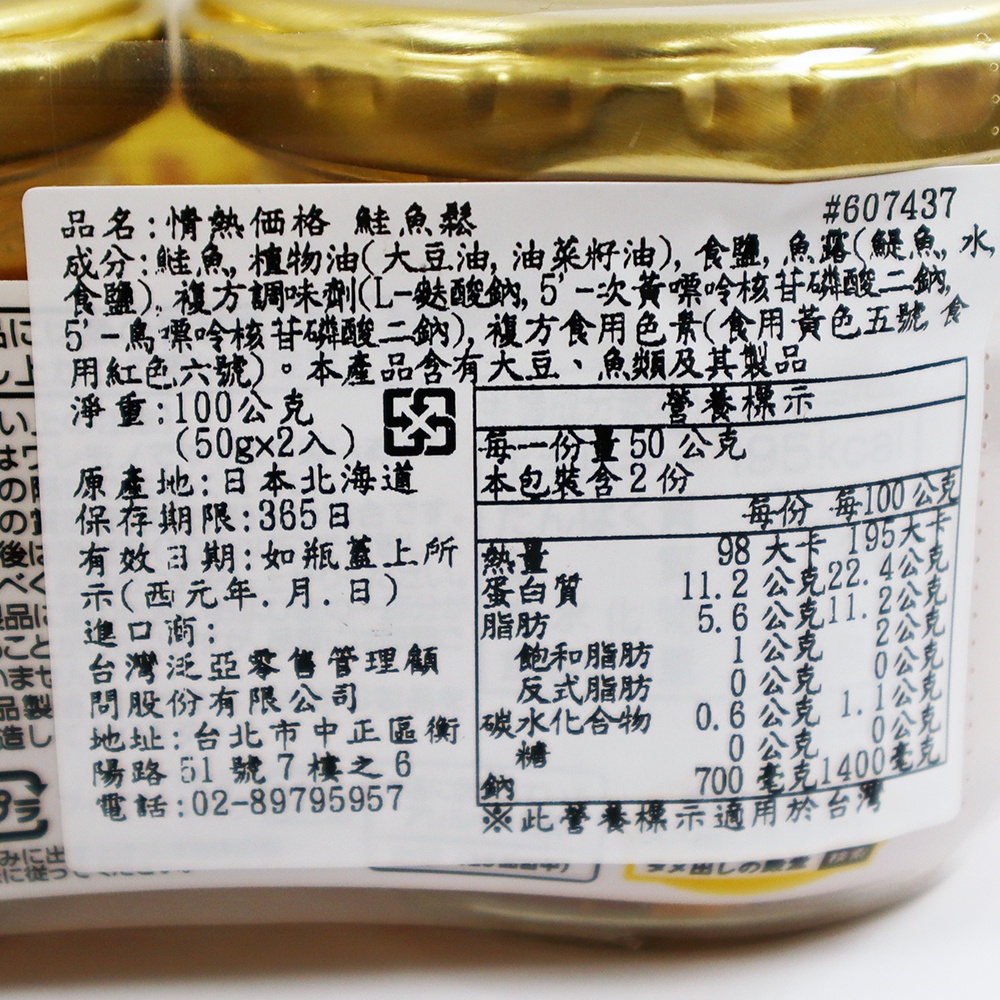 #607437
品名:情熱価格 鮭魚鬆
成分:鮭魚, 植物油(大豆油, 油菜籽油), 食鹽, 魚露(鯷魚, 水,
食鹽), 複方調味劑(L-麩酸鈉, 5'-次黃嘌呤核苷磷酸二鈉,
5'-鳥嘌呤核苷磷酸二鈉), 複方食用色素(食用黃色五號, 食
用紅色六號)。本產品含有大豆、魚類及其製品
淨重:100公克
(50gx2入)
原產地:日本北海道
保存期限:365日
有效日期:如瓶蓋上所
示(西元年.月.日)
進口商:
台灣泛亞零售管理顧
問股份有限公司
地址:台北市中正區衡
陽路51號7樓之6
電話:02-89795957
營養標示
每一份量50公克
本包裝含2份
每份 每100公克
熱量 98大卡 195大卡
蛋白質 11.2公克 22.4公克
脂肪 5.6公克 11.2公克
飽和脂肪 1公克 2公克
反式脂肪 0公克 0公克
碳水化合物 0.6公克 1.1公克
糖 0公克 0公克
鈉 700毫克 1400毫克
※此營養標示適用於台灣